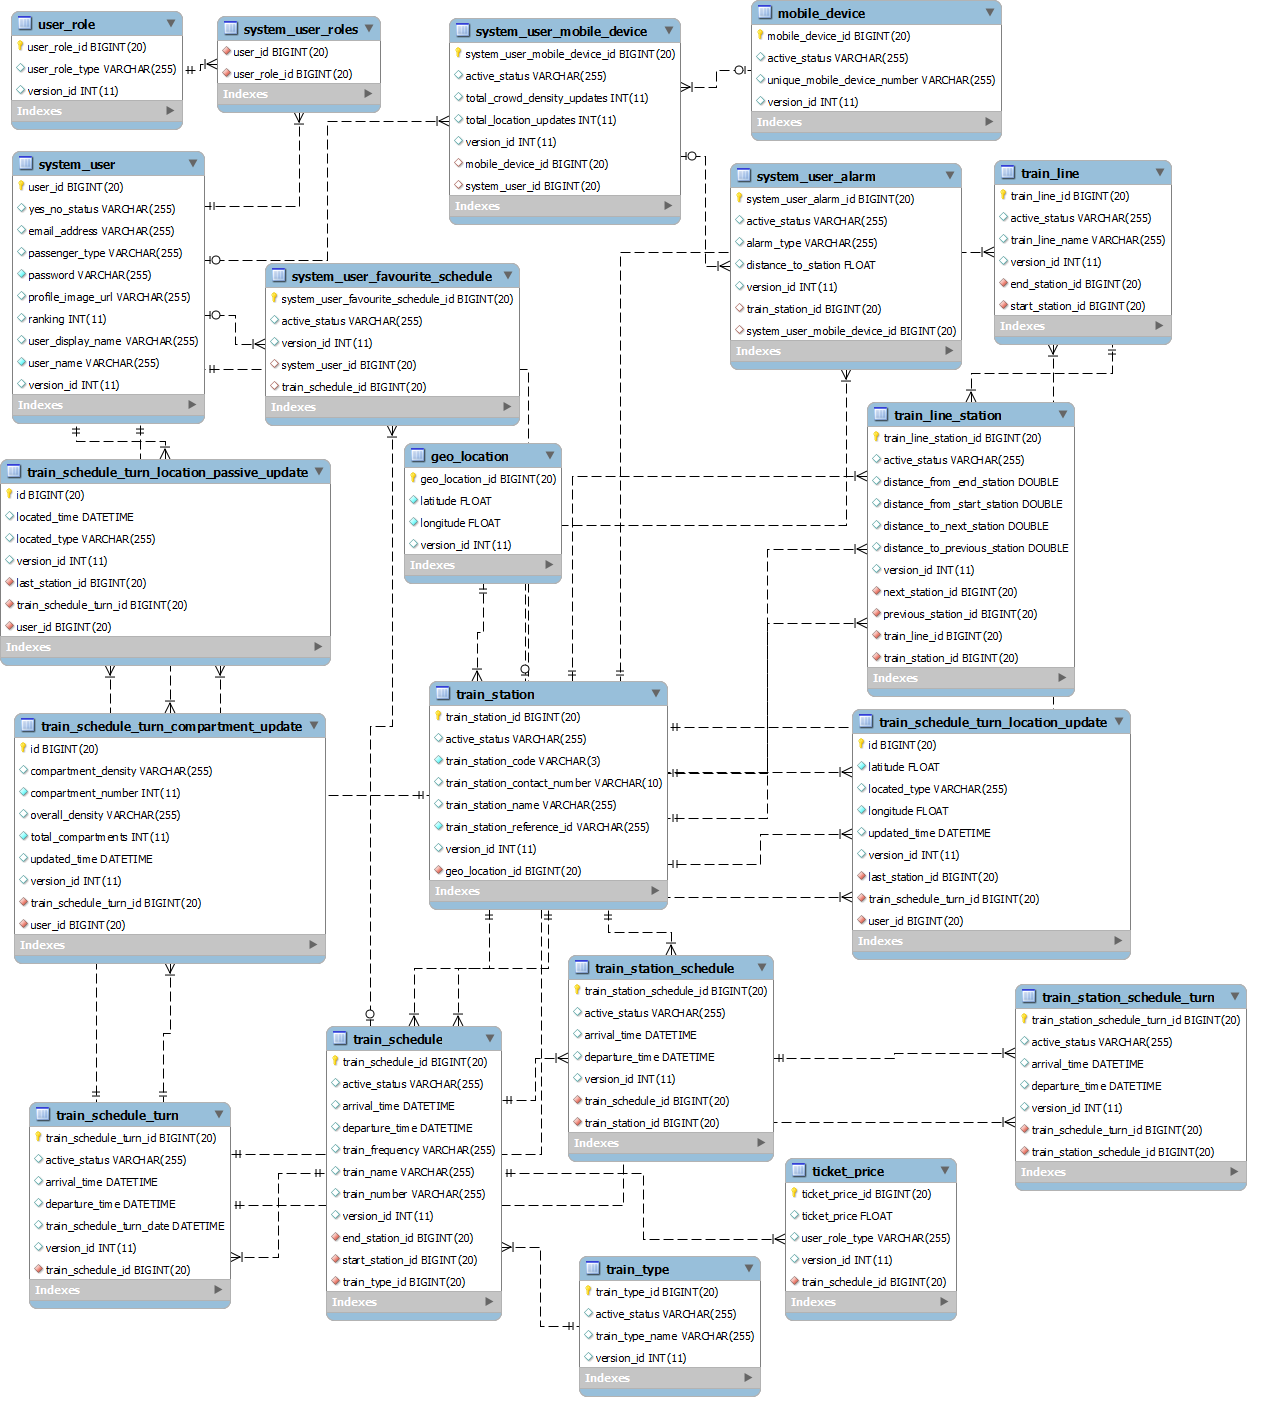 user_role
user_role_id BIGINT(20)
user_role_type VARCHAR(255)
version_id INT(11)
Indexes
system_user_roles
user_id BIGINT(20)
user_role_id BIGINT(20)
Indexes
system_user_mobile_device
system_user_mobile_device_id BIGINT(20)
active_status VARCHAR(255)
total_crowd_density_updates INT(11)
total_location_updates INT(11)
version_id INT(11)
mobile_device_id BIGINT(20)
system_user_id BIGINT(20)
Indexes
mobile_device
mobile_device_id BIGINT(20)
active_status VARCHAR(255)
unique_mobile_device_number VARCHAR(255)
version_id INT(11)
Indexes
system_user
user_id BIGINT(20)
yes_no_status VARCHAR(255)
email_address VARCHAR(255)
passenger_type VARCHAR(255)
password VARCHAR(255)
profile_image_url VARCHAR(255)
ranking INT(11)
user_display_name VARCHAR(255)
user_name VARCHAR(255)
version_id INT(11)
Indexes
system_user_favourite_schedule
system_user_favourite_schedule_id BIGINT(20)
active_status VARCHAR(255)
version_id INT(11)
system_user_id BIGINT(20)
train_schedule_id BIGINT(20)
Indexes
system_user_alarm
system_user_alarm_id BIGINT(20)
active_status VARCHAR(255)
alarm_type VARCHAR(255)
distance_to_station FLOAT
version_id INT(11)
train_station_id BIGINT(20)
system_user_mobile_device_id BIGINT(20)
Indexes
train_line
train_line_id BIGINT(20)
active_status VARCHAR(255)
train_line_name VARCHAR(255)
version_id INT(11)
end_station_id BIGINT(20)
start_station_id BIGINT(20)
Indexes
train_schedule_turn_location_passive_update
id BIGINT(20)
located_time DATETIME
located_type VARCHAR(255)
version_id INT(11)
last_station_id BIGINT(20)
train_schedule_turn_id BIGINT(20)
user_id BIGINT(20)
Indexes
geo_location
geo_location_id BIGINT(20)
latitude FLOAT
longitude FLOAT
version_id INT(11)
Indexes
train_line_station
train_line_station_id BIGINT(20)
active_status VARCHAR(255)
distance_from_end_station DOUBLE
distance_from_start_station DOUBLE
distance_to_next_station DOUBLE
distance_to_previous_station DOUBLE
version_id INT(11)
next_station_id BIGINT(20)
previous_station_id BIGINT(20)
train_line_id BIGINT(20)
train_station_id BIGINT(20)
Indexes
train_schedule_turn_compartment_update
id BIGINT(20)
compartment_density VARCHAR(255)
compartment_number INT(11)
overall_density VARCHAR(255)
total_compartments INT(11)
updated_time DATETIME
version_id INT(11)
train_schedule_turn_id BIGINT(20)
user_id BIGINT(20)
Indexes
train_station
train_station_id BIGINT(20)
active_status VARCHAR(255)
train_station_code VARCHAR(3)
train_station_contact_number VARCHAR(10)
train_station_name VARCHAR(255)
train_station_reference_id VARCHAR(255)
version_id INT(11)
geo_location_id BIGINT(20)
Indexes
train_schedule_turn_location_update
id BIGINT(20)
latitude FLOAT
located_type VARCHAR(255)
longitude FLOAT
updated_time DATETIME
version_id INT(11)
last_station_id BIGINT(20)
train_schedule_turn_id BIGINT(20)
user_id BIGINT(20)
Indexes
train_schedule_turn
train_schedule_turn_id BIGINT(20)
active_status VARCHAR(255)
arrival_time DATETIME
departure_time DATETIME
train_schedule_turn_date DATETIME
version_id INT(11)
train_schedule_id BIGINT(20)
Indexes
train_schedule
train_schedule_id BIGINT(20)
active_status VARCHAR(255)
arrival_time DATETIME
departure_time DATETIME
train_frequency VARCHAR(255)
train_name VARCHAR(255)
train_number VARCHAR(255)
version_id INT(11)
end_station_id BIGINT(20)
start_station_id BIGINT(20)
train_type_id BIGINT(20)
Indexes
train_station_schedule
train_station_schedule_id BIGINT(20)
active_status VARCHAR(255)
arrival_time DATETIME
departure_time DATETIME
version_id INT(11)
train_schedule_id BIGINT(20)
train_station_id BIGINT(20)
Indexes
train_station_schedule_turn
train_station_schedule_turn_id BIGINT(20)
active_status VARCHAR(255)
arrival_time DATETIME
departure_time DATETIME
version_id INT(11)
train_schedule_turn_id BIGINT(20)
train_station_schedule_id BIGINT(20)
Indexes
ticket_price
ticket_price_id BIGINT(20)
ticket_price FLOAT
user_role_type VARCHAR(255)
version_id INT(11)
train_schedule_id BIGINT(20)
Indexes
train_type
train_type_id BIGINT(20)
active_status VARCHAR(255)
train_type_name VARCHAR(255)
version_id INT(11)
Indexes